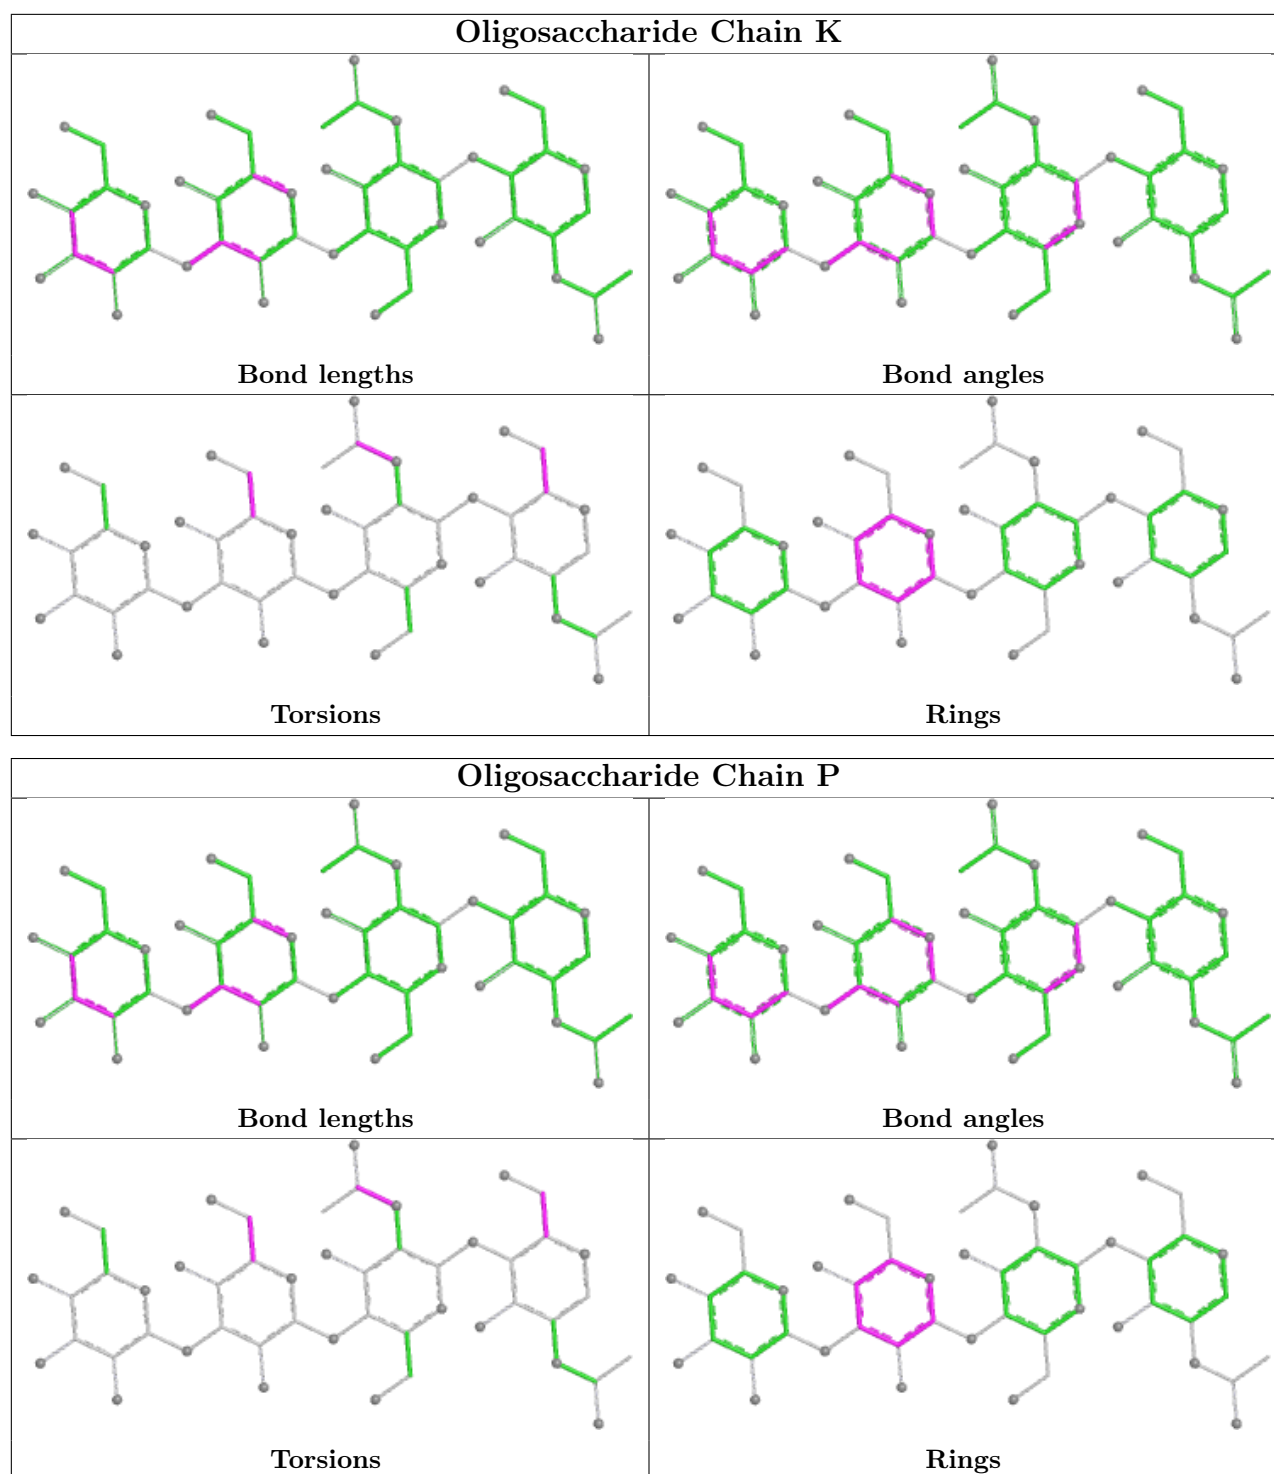 Oligosaccharide Chain K
Bond lengths
Bond angles
Torsions
Rings
Oligosaccharide Chain P
Bond lengths
Bond angles
Torsions
Rings